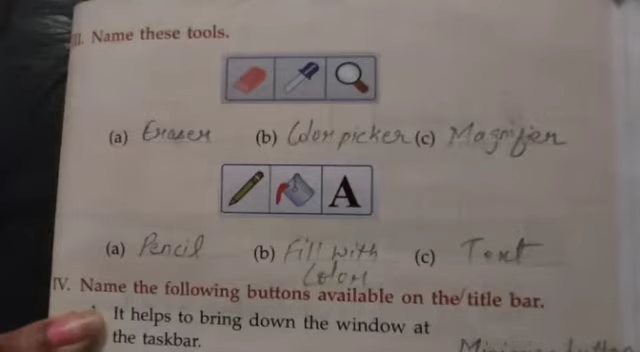 III. Name these tools.
(a) Eraser (b) Color picker (c) Magnifier
A
(a) Pencil (b) Fill with (c) Text
Color
IV. Name the following buttons available on the title bar.
It helps to bring down the window at
the taskbar.